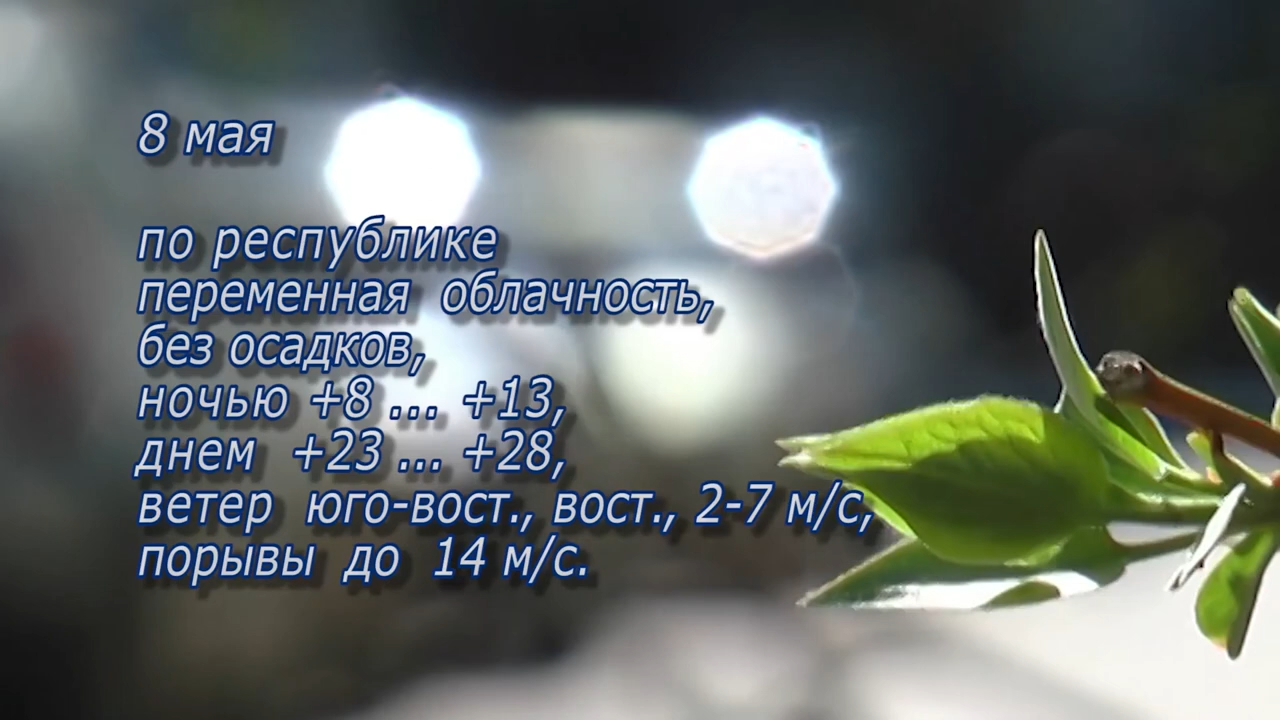 8 мая
по республике
переменная облачность,
без осадков,
ночью +8 ... +13,
днем +23 ... +28,
ветер юго-вост., вост., 2-7 м/с,
порывы до 14 м/с.